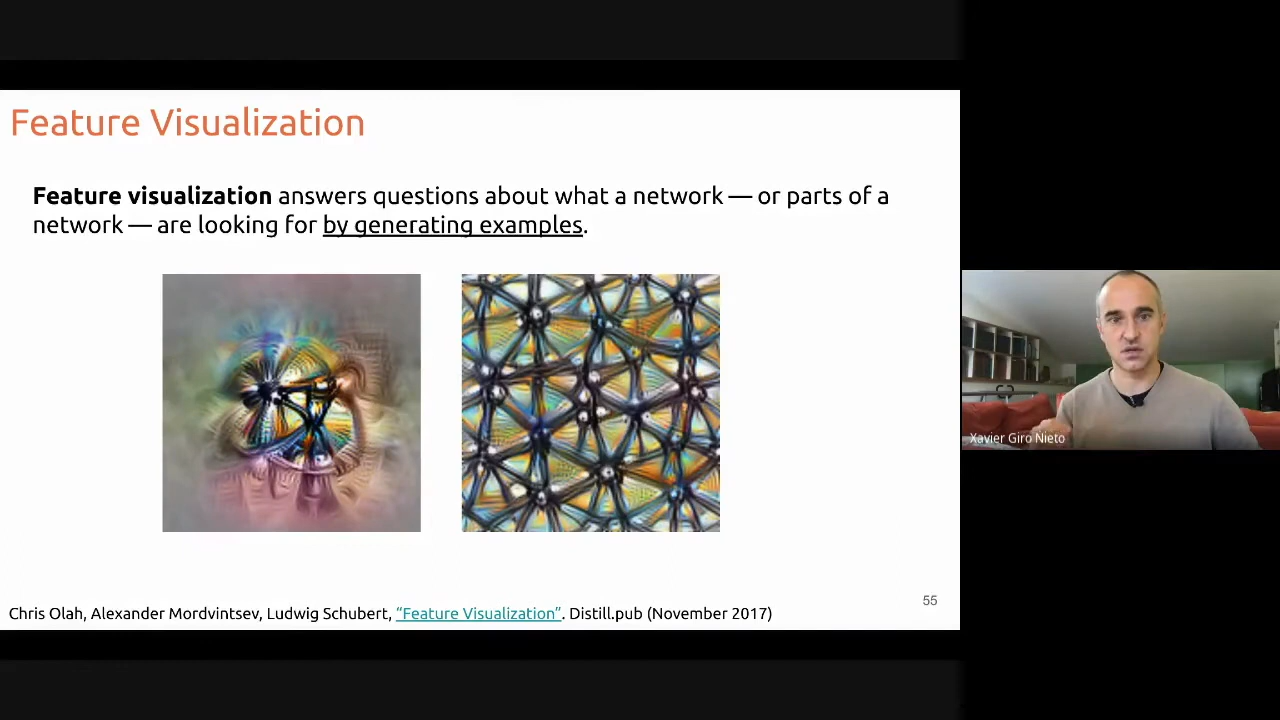 Feature Visualization
Feature visualization answers questions about what a network — or parts of a
network — are looking for by generating examples.
Xavier Giro Nieto
55
Chris Olah, Alexander Mordvintsev, Ludwig Schubert, “Feature Visualization”. Distill.pub (November 2017)